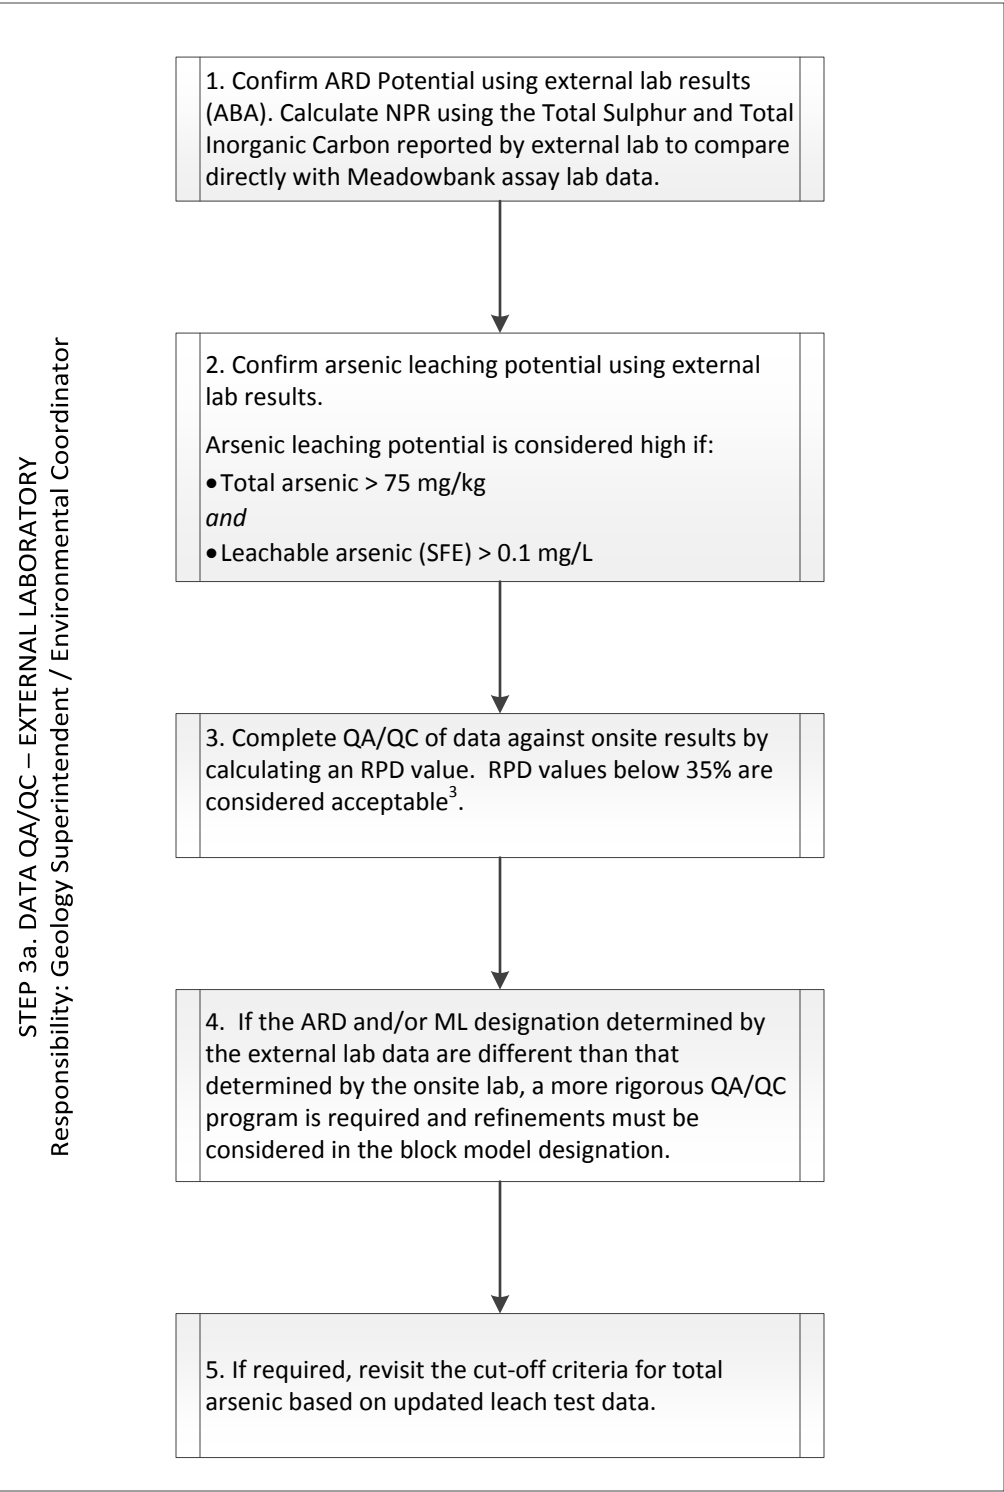 STEP 3a. DATA QA/QC – EXTERNAL LABORATORY
Responsibility: Geology Superintendent / Environmental Coordinator
1. Confirm ARD Potential using external lab results
(ABA). Calculate NPR using the Total Sulphur and Total
Inorganic Carbon reported by external lab to compare
directly with Meadowbank assay lab data.
2. Confirm arsenic leaching potential using external
lab results.
Arsenic leaching potential is considered high if:
•Total arsenic > 75 mg/kg
and
•Leachable arsenic (SFE) > 0.1 mg/L
3. Complete QA/QC of data against onsite results by
calculating an RPD value.  RPD values below 35% are
considered acceptable³.
4.  If the ARD and/or ML designation determined by
the external lab data are different than that
determined by the onsite lab, a more rigorous QA/QC
program is required and refinements must be
considered in the block model designation.
5. If required, revisit the cut-off criteria for total
arsenic based on updated leach test data.